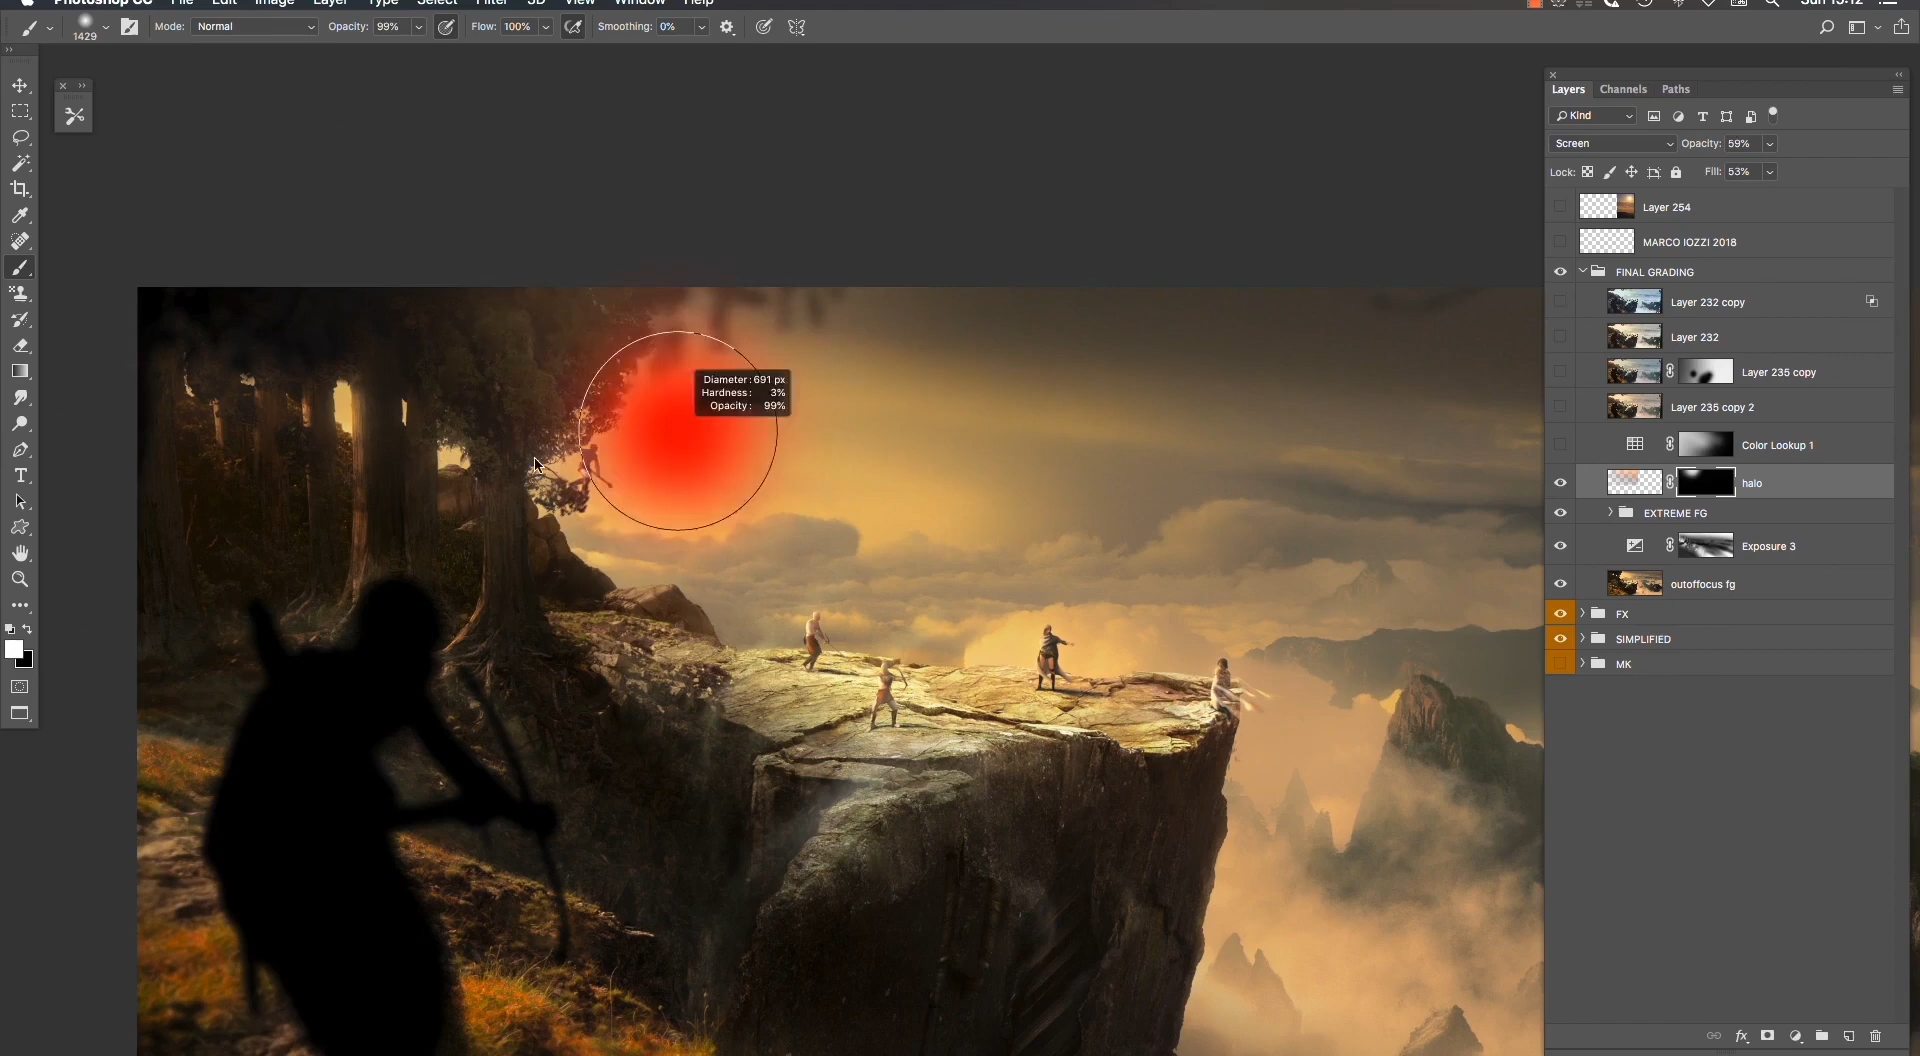 Photoshop CC File Edit Image Layer Type Select Filter 3D View Window Help Sun 15:12
1429 Mode: Normal Opacity: 99% Flow: 100% Smoothing: 0%
Layers Channels Paths
Kind
Screen Opacity: 59%
Lock: Fill: 53%
Layer 254
MARCO IOZZI 2018
FINAL GRADING
Layer 232 copy
Layer 232
Layer 235 copy
Layer 235 copy 2
Color Lookup 1
halo
EXTREME FG
Exposure 3
outoffocus fg
FX
SIMPLIFIED
MK
Diameter: 691 px
Hardness: 3%
Opacity: 99%